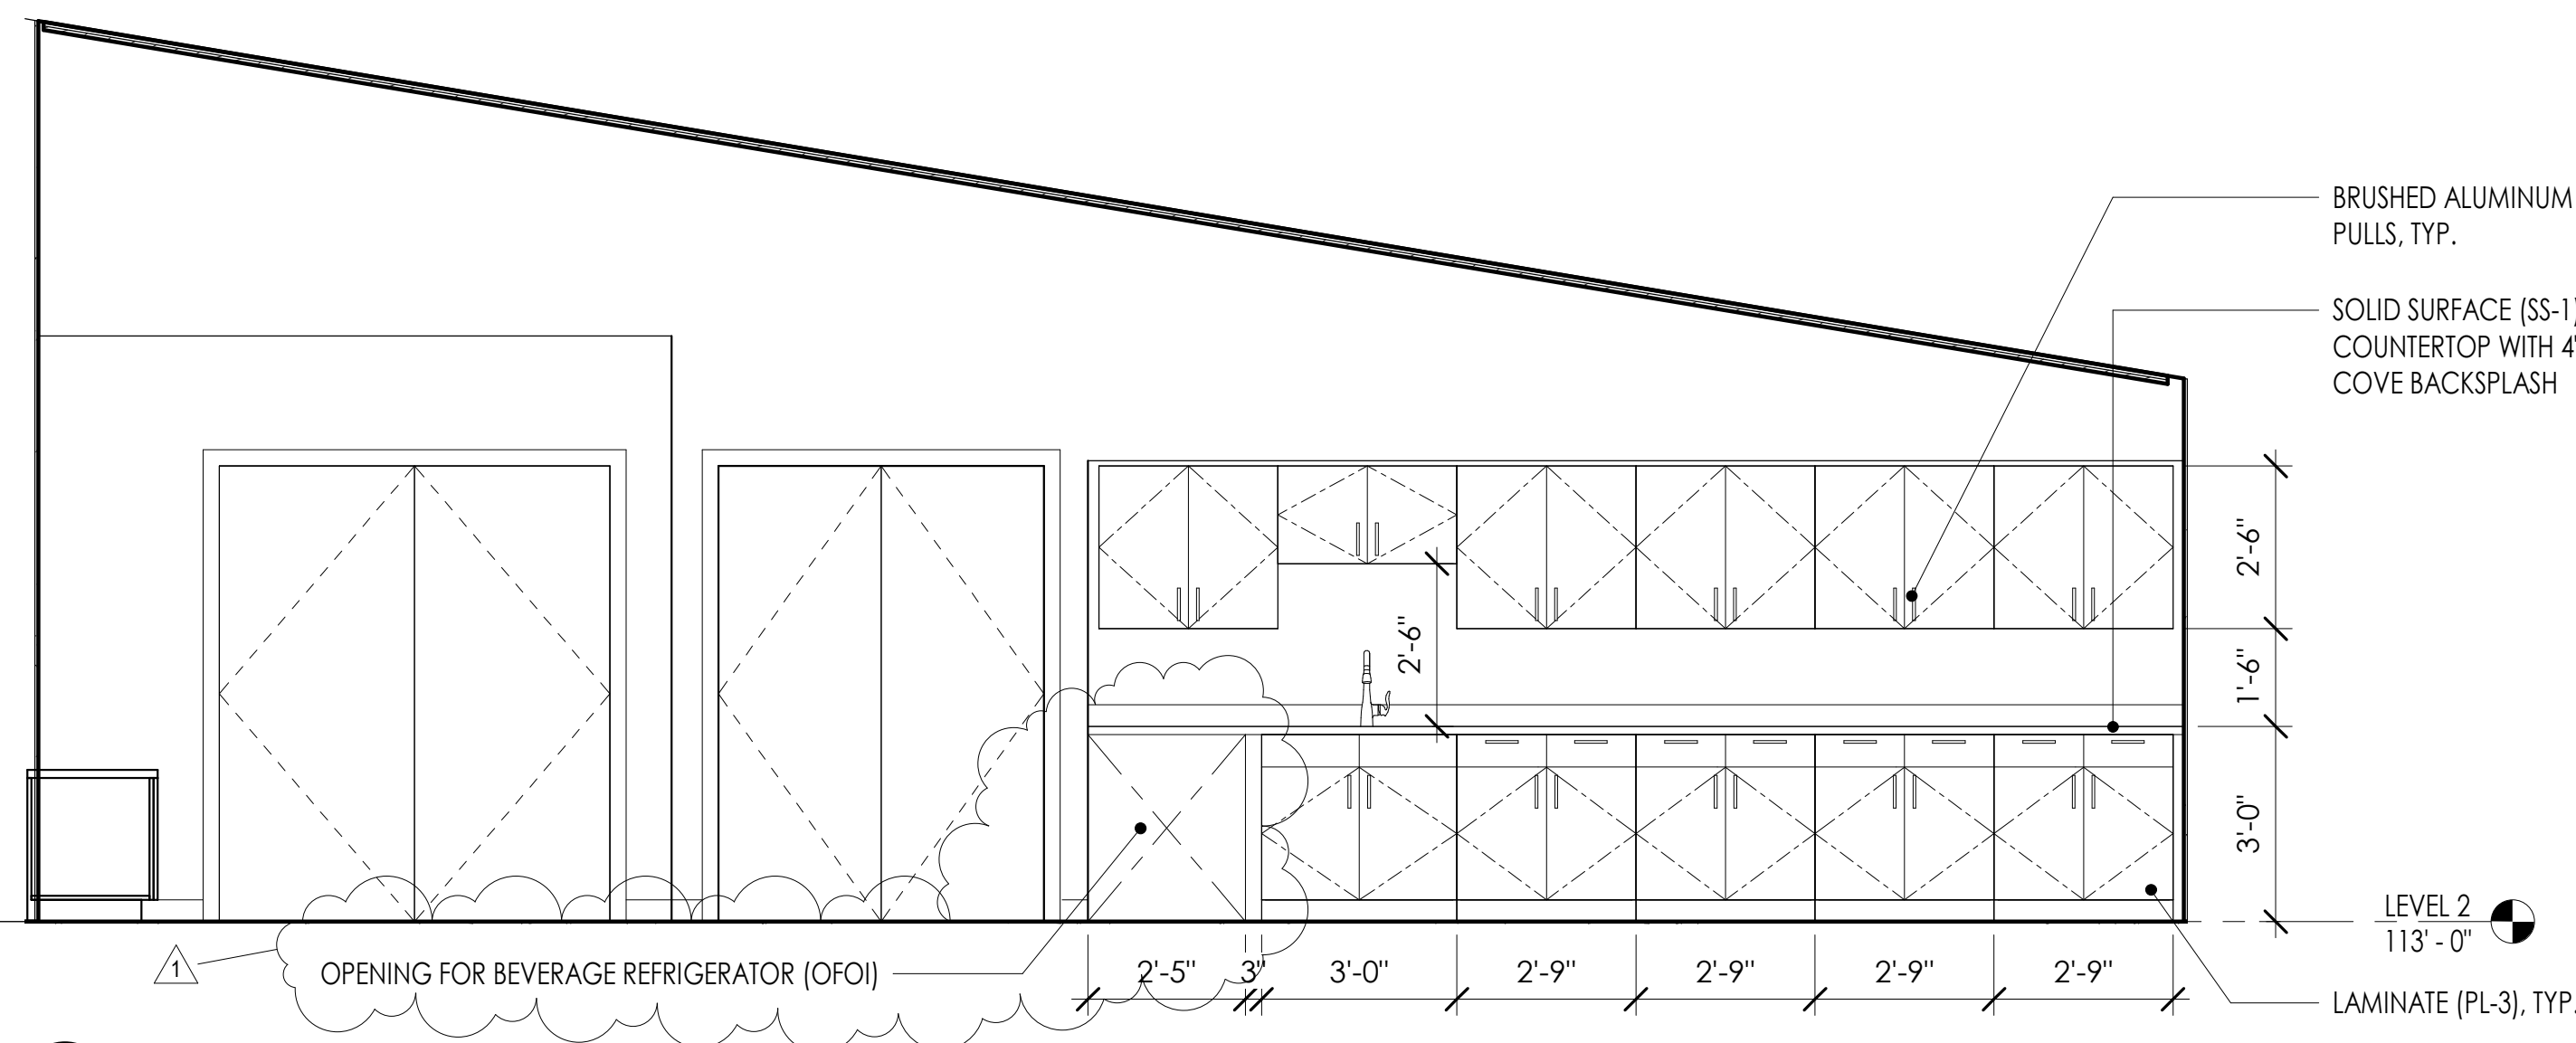 BRUSHED ALUMINUM
PULLS, TYP.
SOLID SURFACE (SS-1)
COUNTERTOP WITH 4"
COVE BACKSPLASH
2'-6"
2'-6"
1'-6"
3'-0"
LEVEL 2
113' - 0"
1
OPENING FOR BEVERAGE REFRIGERATOR (OFOI)
2'-5" 3" 3'-0" 2'-9" 2'-9" 2'-9" 2'-9"
LAMINATE (PL-3), TYP.